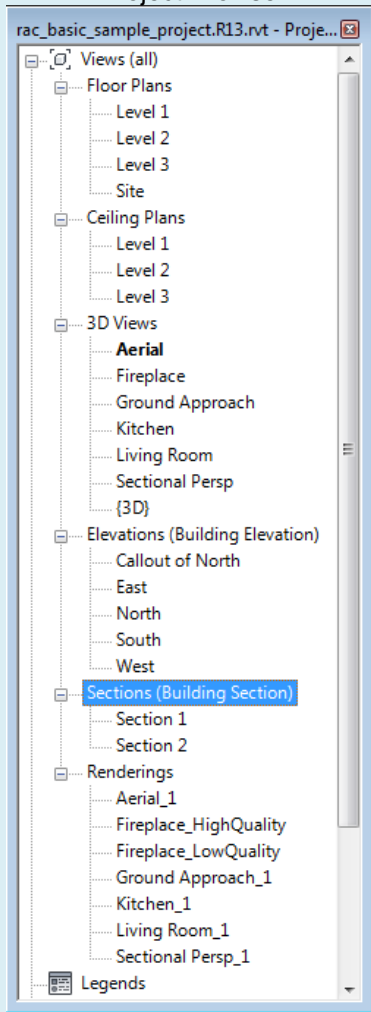 rac_basic_sample_project.R13.rvt - Proje...
Views (all)
Floor Plans
Level 1
Level 2
Level 3
Site
Ceiling Plans
Level 1
Level 2
Level 3
3D Views
Aerial
Fireplace
Ground Approach
Kitchen
Living Room
Sectional Persp
{3D}
Elevations (Building Elevation)
Callout of North
East
North
South
West
Sections (Building Section)
Section 1
Section 2
Renderings
Aerial_1
Fireplace_HighQuality
Fireplace_LowQuality
Ground Approach_1
Kitchen_1
Living Room_1
Sectional Persp_1
Legends